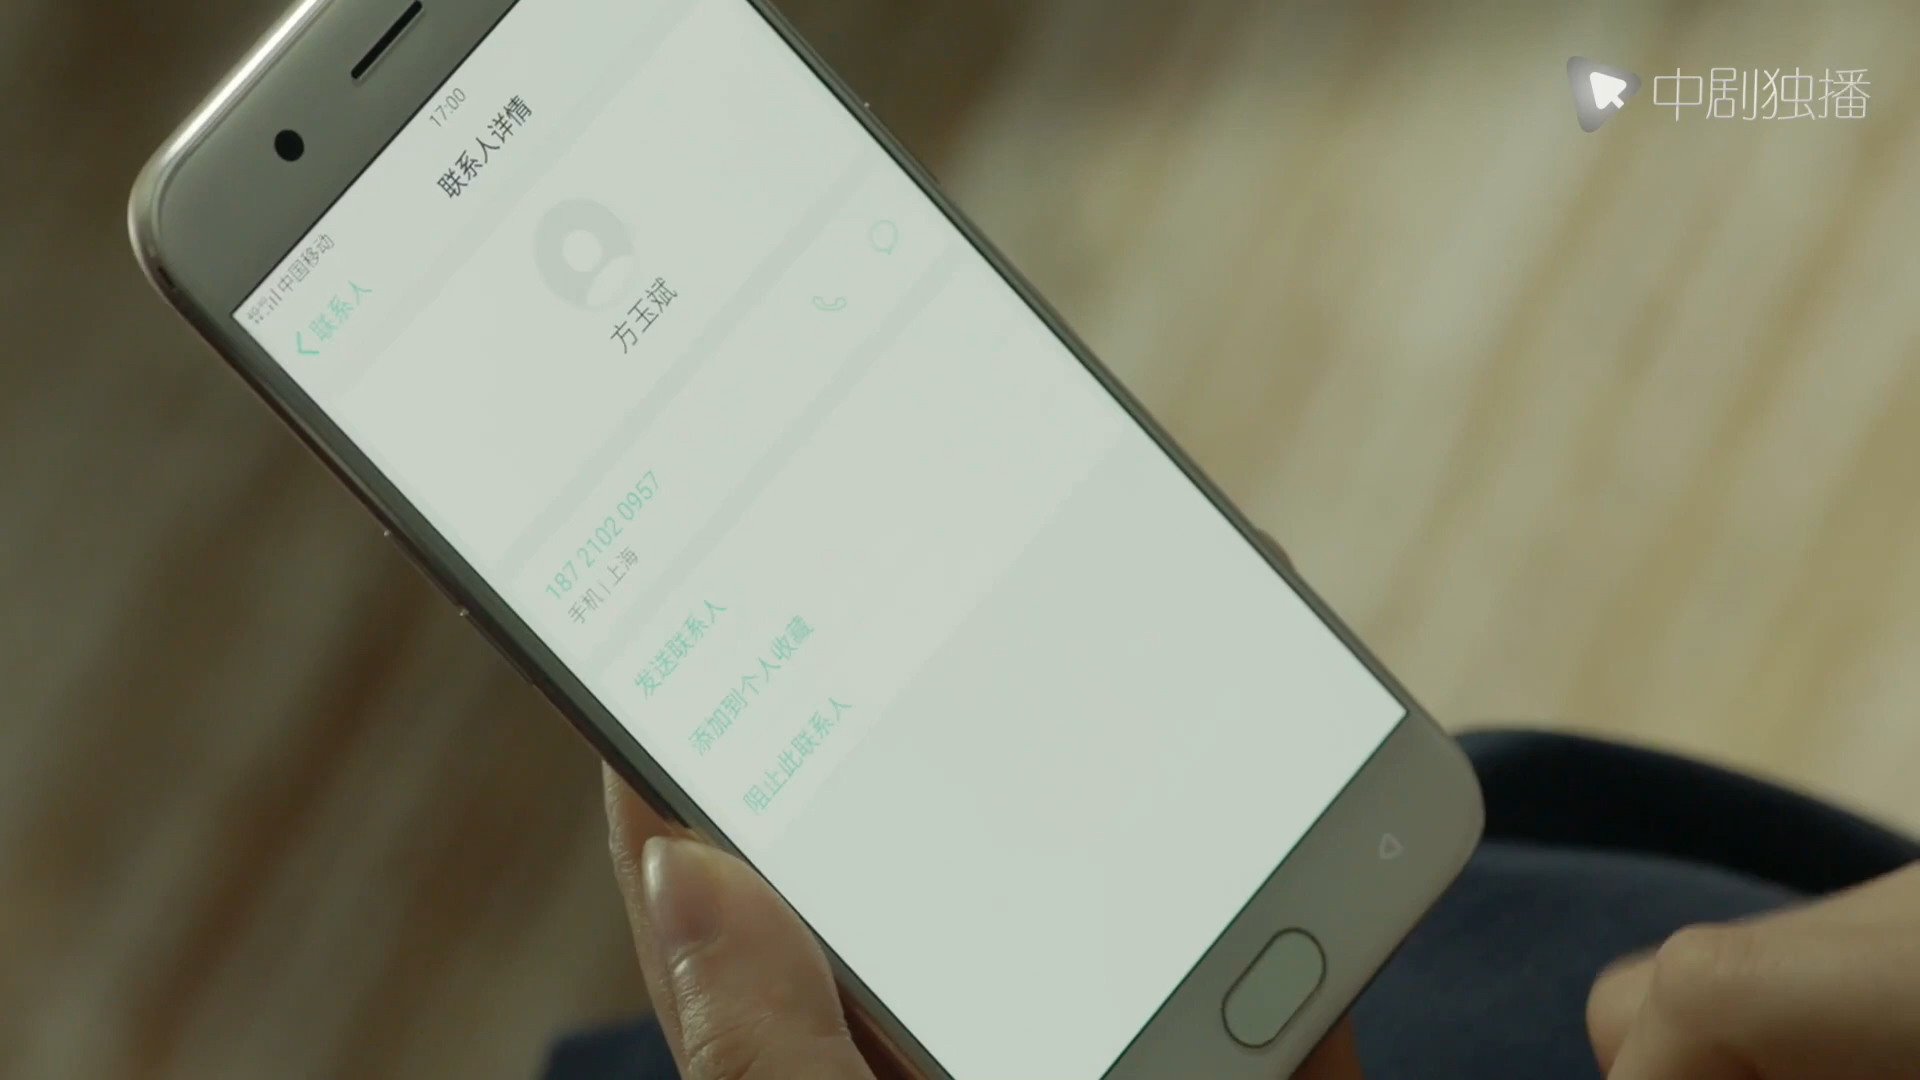 中国移动
17:00
联系人
联系人详情
方玉斌
187 2102 0957
手机 | 上海
发送联系人
添加到个人收藏
阻止此联系人
中剧独播